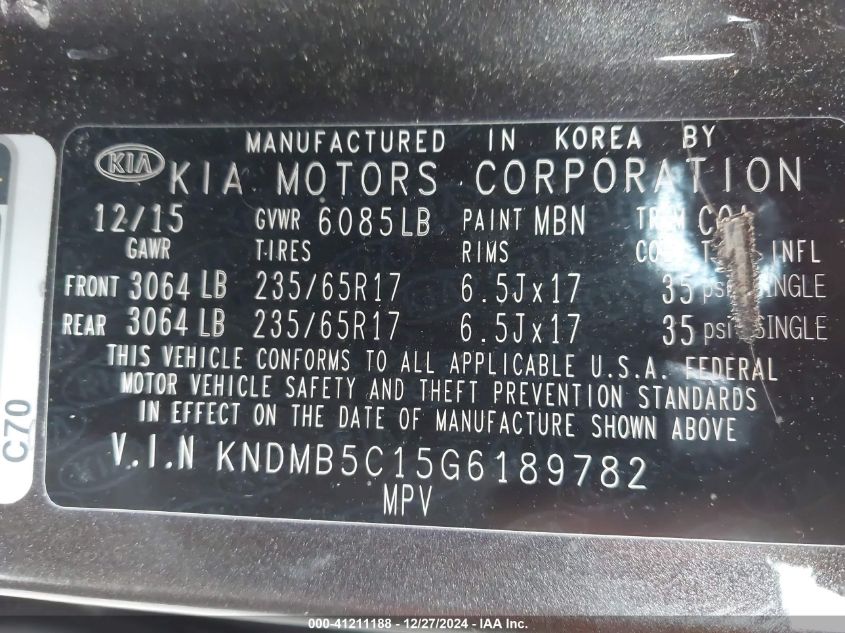 MANUFACTURED IN KOREA BY
KIA KIA MOTORS CORPORATION
12/15 GVWR 6085LB PAINT MBN
GAWR TIRES RIMS INFL
FRONT 3064 LB 235/65R17 6.5Jx17 35 psi SINGLE
REAR 3064 LB 235/65R17 6.5Jx17 35 psi SINGLE
THIS VEHICLE CONFORMS TO ALL APPLICABLE U.S.A. FEDERAL
MOTOR VEHICLE SAFETY AND THEFT PREVENTION STANDARDS
IN EFFECT ON THE DATE OF MANUFACTURE SHOWN ABOVE
V.I.N KNDMB5C15G6189782
MPV
C70
000-41211188 - 12/27/2024 - IAA Inc.